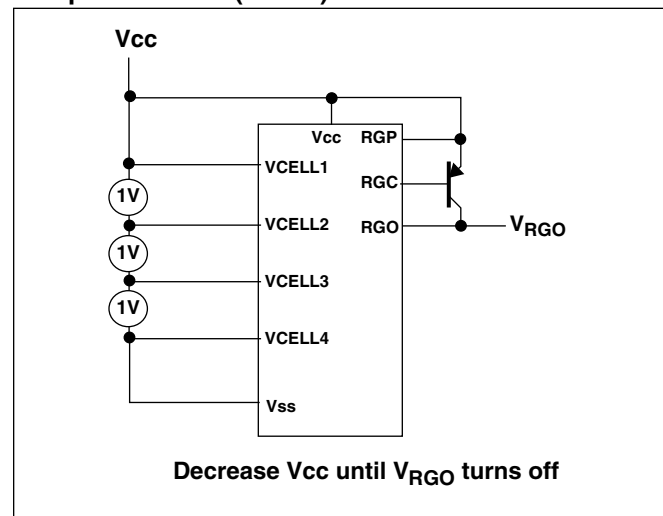 Vcc
Vcc
RGP
VCELL1
1V
RGC
VCELL2
RGO
VRGO
1V
VCELL3
1V
VCELL4
Vss
Decrease Vcc until VRGO turns off